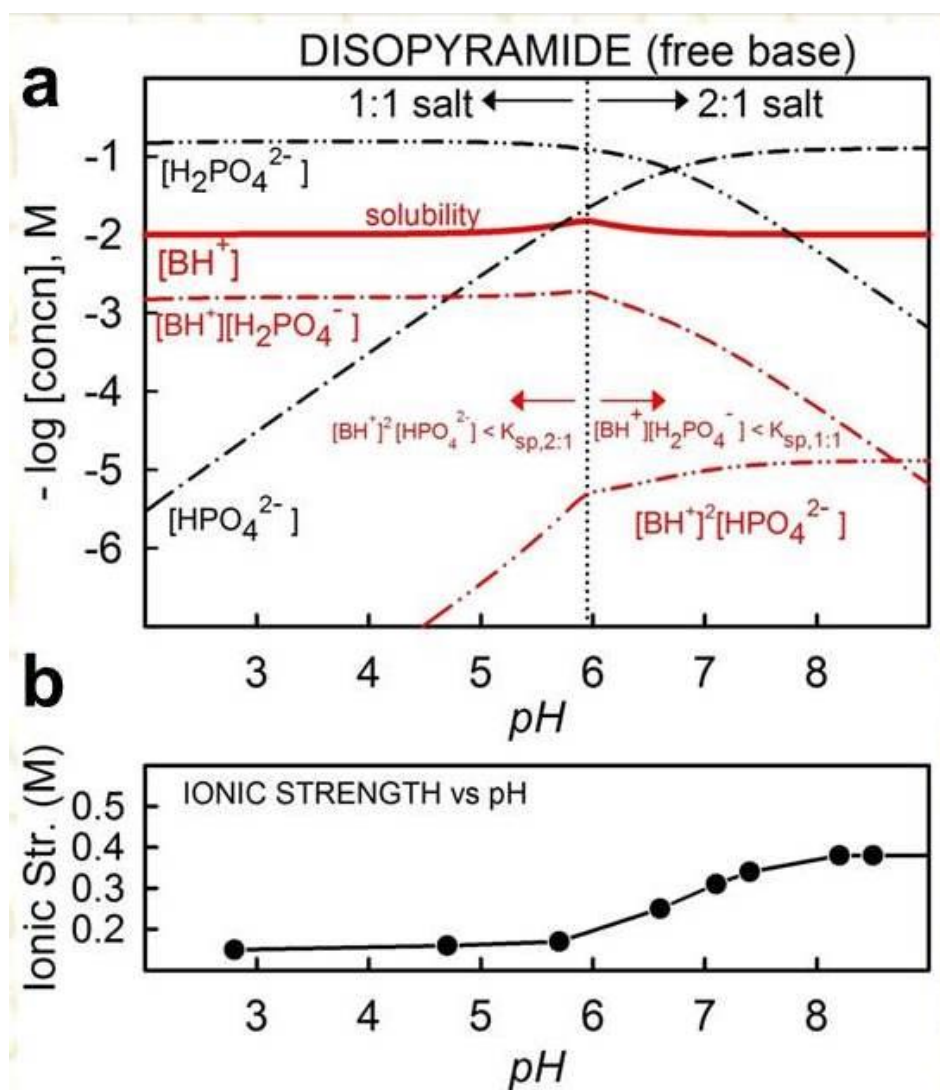 DISOPYRAMIDE (free base)
a
1:1 salt 2:1 salt
-1
[H₂PO₄²⁻]
solubility
-2
[BH⁺]
-3
[BH⁺][H₂PO₄⁻]
-4
[BH⁺]²[HPO₄²⁻] < Ksp,2:1 [BH⁺][H₂PO₄⁻] < Ksp,1:1
-5
[HPO₄²⁻]
[BH⁺]²[HPO₄²⁻]
-6
- log [concn], M
3 4 5 6 7 8
pH
b
IONIC STRENGTH vs pH
0.5
0.4
0.3
0.2
Ionic Str. (M)
3 4 5 6 7 8
pH